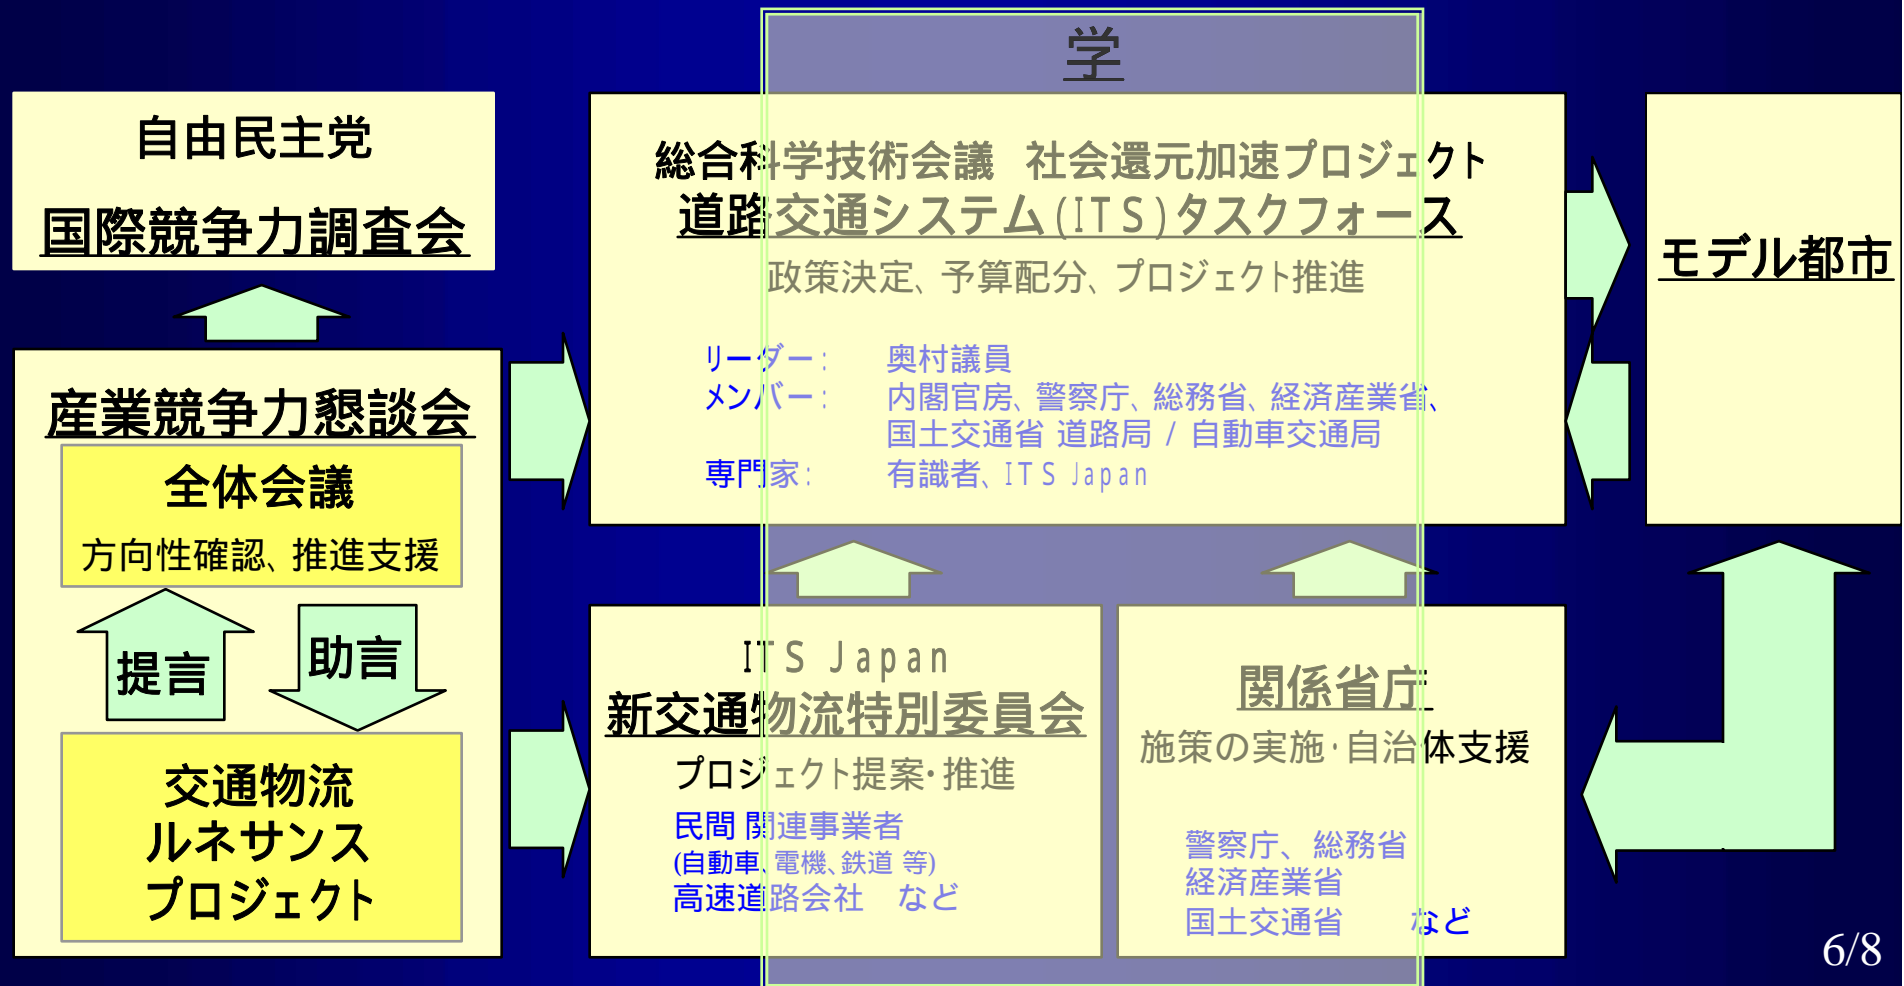 学
自由民主党
国際競争力調査会
産業競争力懇談会
全体会議
方向性確認、推進支援
提言
助言
交通物流
ルネサンス
プロジェクト
総合科学技術会議 社会還元加速プロジェクト
道路交通システム(ITS)タスクフォース
政策決定、予算配分、プロジェクト推進
リーダー: 奥村議員
メンバー: 内閣官房、警察庁、総務省、経済産業省、
国土交通省 道路局 / 自動車交通局
専門家: 有識者、ITS Japan
ITS Japan
新交通物流特別委員会
プロジェクト提案・推進
民間 関連事業者
(自動車、電機、鉄道 等)
高速道路会社 など
関係省庁
施策の実施・自治体支援
警察庁、総務省
経済産業省
国土交通省 など
モデル都市
6/8